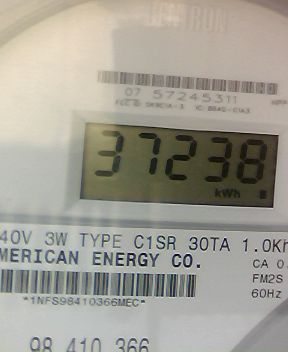 07 57245311
37238
kWh
40V 3W TYPE C1SR 30TA 1.0Kh
MERICAN ENERGY CO.
CA 0.
FM2S
60Hz
*1NFS98410366MEC*
98 410 366